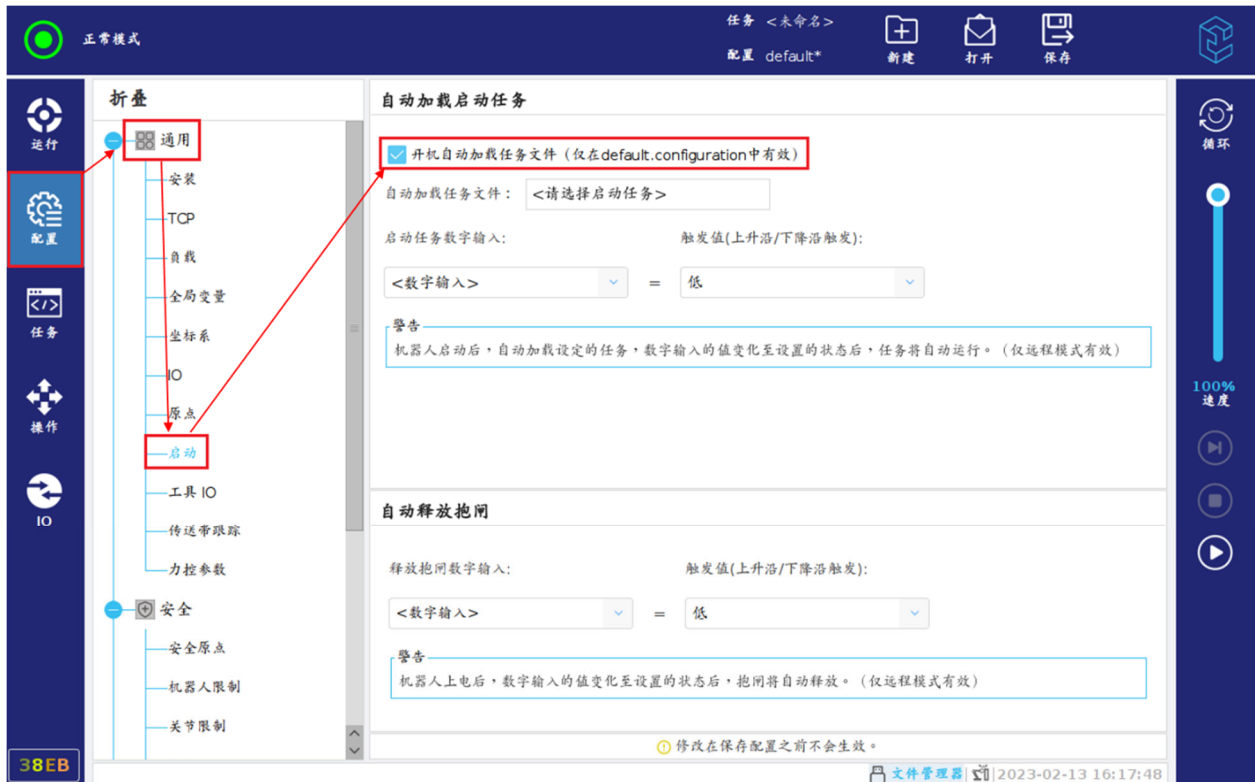 正常模式
任务 <未命名>
配置 default*
新建
打开
保存
运行
配置
任务
操作
IO
38EB
折叠
通用
安装
TCP
负载
全局变量
坐标系
IO
原点
启动
工具 IO
传送带跟踪
力控参数
安全
安全原点
机器人限制
关节限制
自动加载启动任务
开机自动加载任务文件（仅在default.configuration中有效）
自动加载任务文件： <请选择启动任务>
启动任务数字输入: 触发值(上升沿/下降沿触发):
<数字输入> = 低
警告
机器人启动后，自动加载设定的任务，数字输入的值变化至设置的状态后，任务将自动运行。（仅远程模式有效）
自动释放抱闸
释放抱闸数字输入: 触发值(上升沿/下降沿触发):
<数字输入> = 低
警告
机器人上电后，数字输入的值变化至设置的状态后，抱闸将自动释放。（仅远程模式有效）
修改在保存配置之前不会生效。
文件管理器 2023-02-13 16:17:48
循环
100%
速度